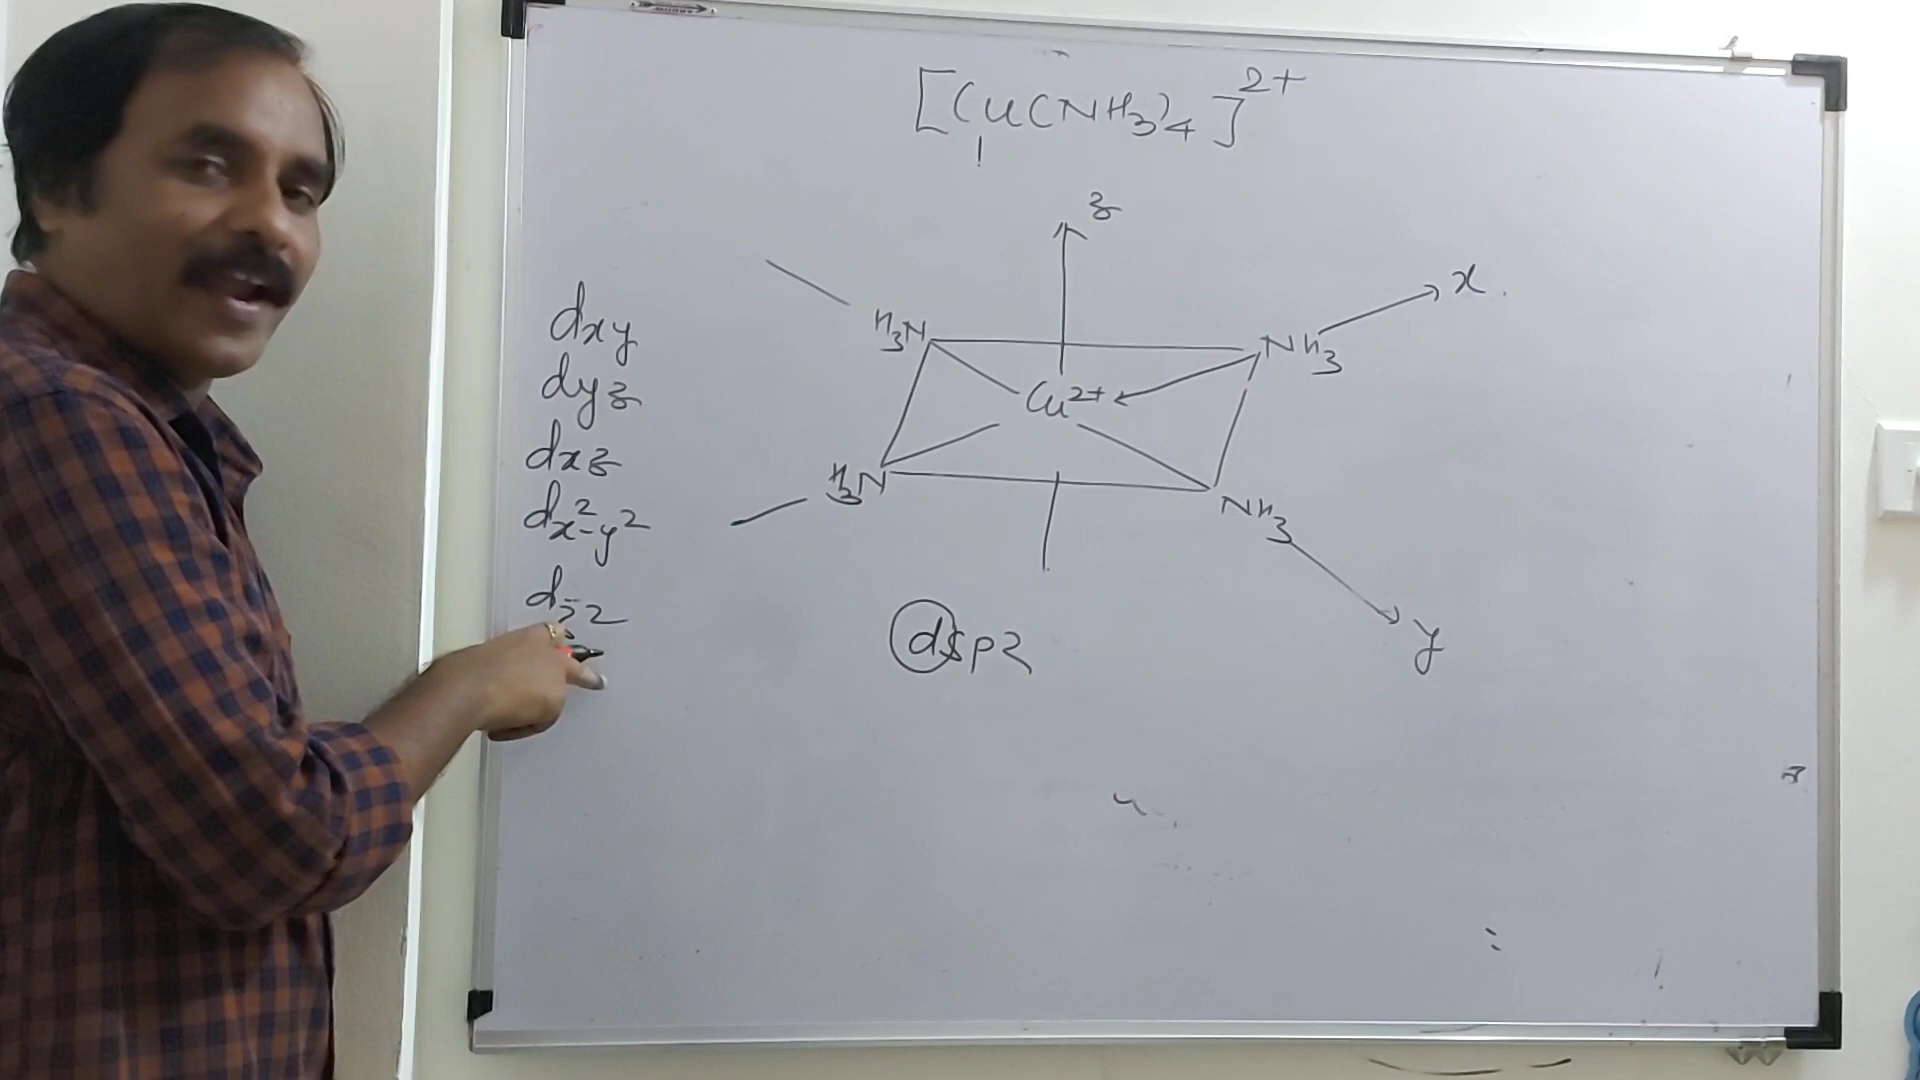 [Cu(NH3)4]2+
z
x
H3N
NH3
Cu2+
H3N
NH3
y
dxy
dyz
dxz
dx2-y2
dz2
dsp2